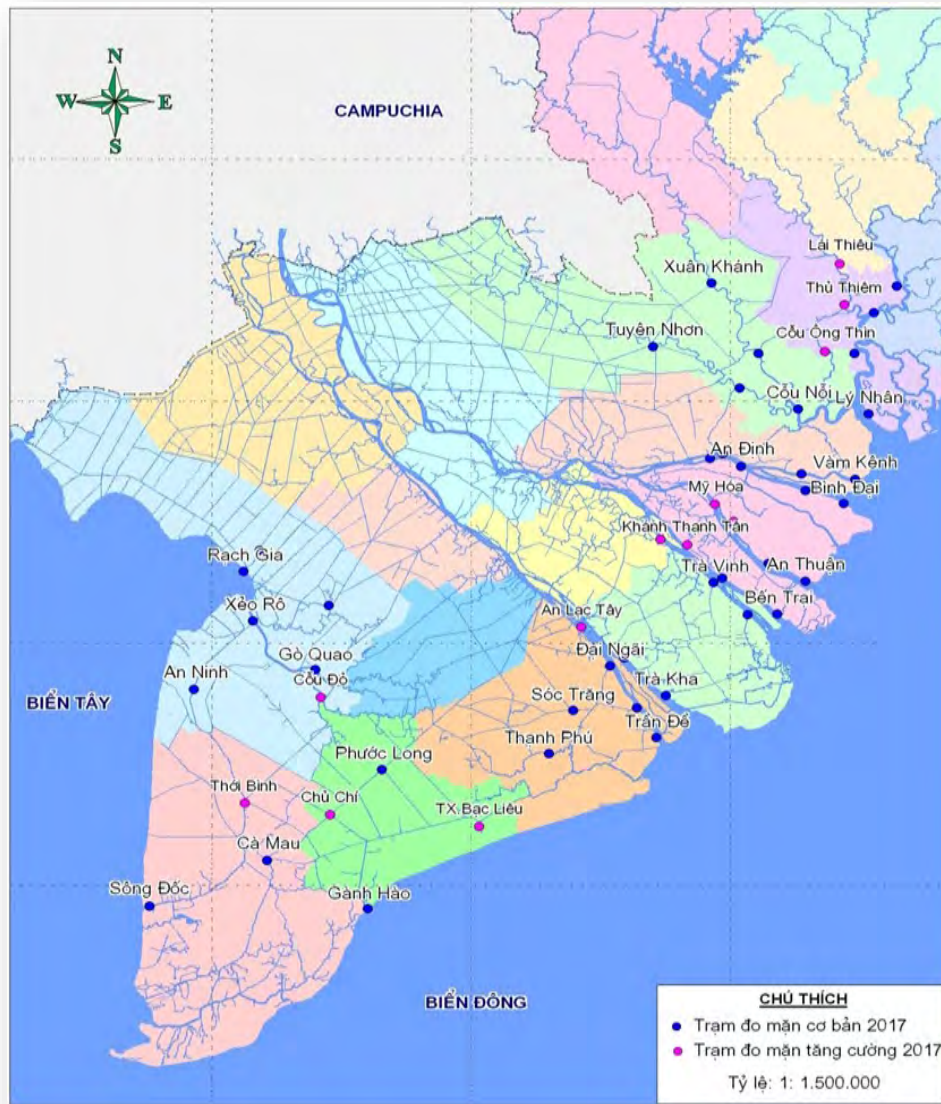 N
W E
S
CAMPUCHIA
Lái Thiêu
Xuân Khánh
Thủ Thiêm
Tuyên Nhơn
Cổu Ông Thìn
Cổu Nổi
Lý Nhân
An Định
Vàm Kênh
Mỹ Hóa
Bình Đại
Khánh Thạnh Tân
Rạch Giá
Trà Vinh
An Thuận
Xẻo Rô
Bến Trại
An Lạc Tây
Gò Quao
Đại Ngãi
An Ninh
Cổu Đỏ
Trà Kha
BIỂN TÂY
Sóc Trăng
Trần Đề
Thạnh Phú
Phước Long
Thới Bình
Chủ Chí
TX Bạc Liêu
Cà Mau
Sông Đốc
Gành Hào
BIỂN ĐÔNG
CHÚ THÍCH
Trạm đo mặn cơ bản 2017
Trạm đo mặn tăng cường 2017
Tỷ lệ: 1: 1.500.000